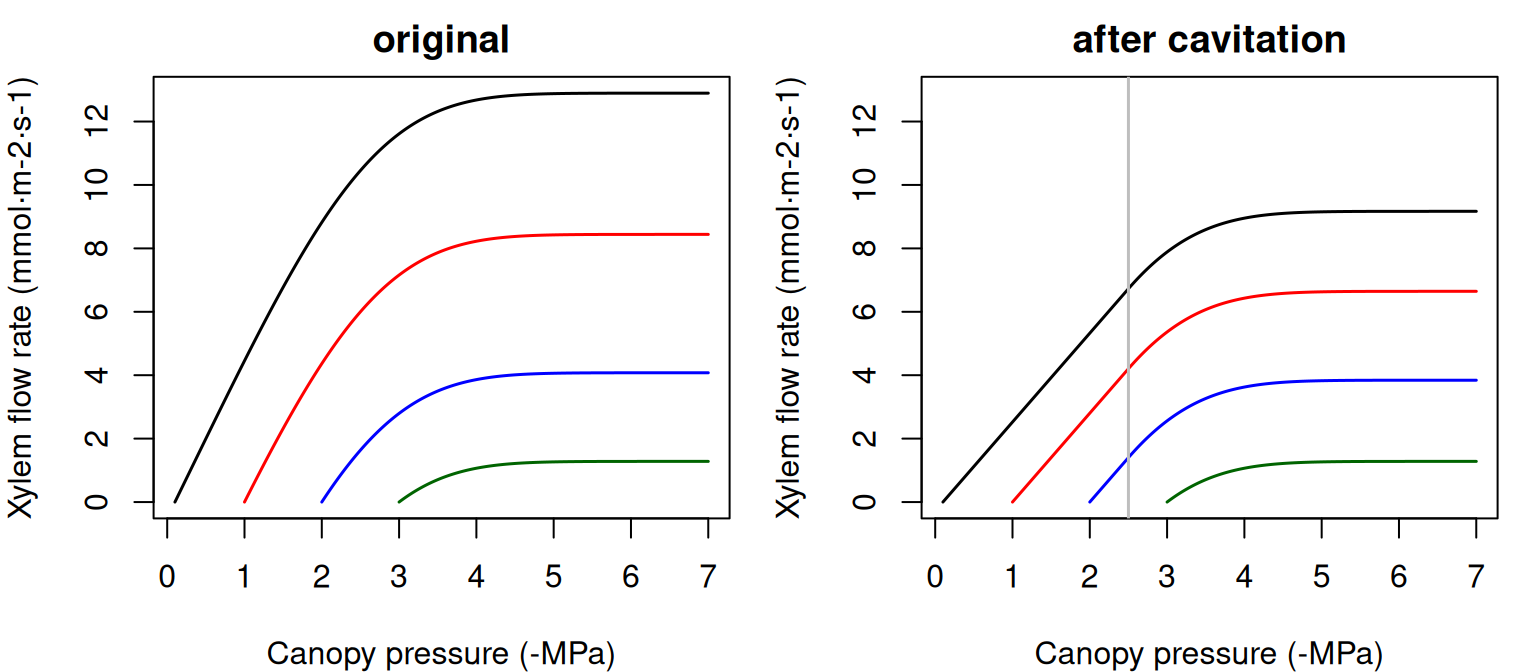 original
Xylem flow rate (mmol·m-2·s-1)
12
10
8
6
4
2
0
0 1 2 3 4 5 6 7
Canopy pressure (-MPa)
after cavitation
Xylem flow rate (mmol·m-2·s-1)
12
10
8
6
4
2
0
0 1 2 3 4 5 6 7
Canopy pressure (-MPa)